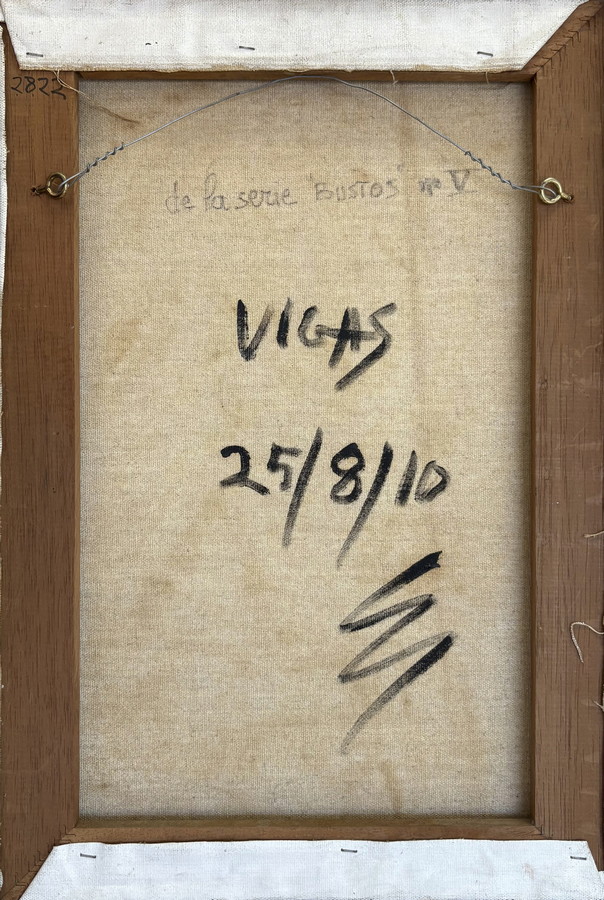 2822
de la serie "BUSTOS" nº V
VIGAS
25/8/10